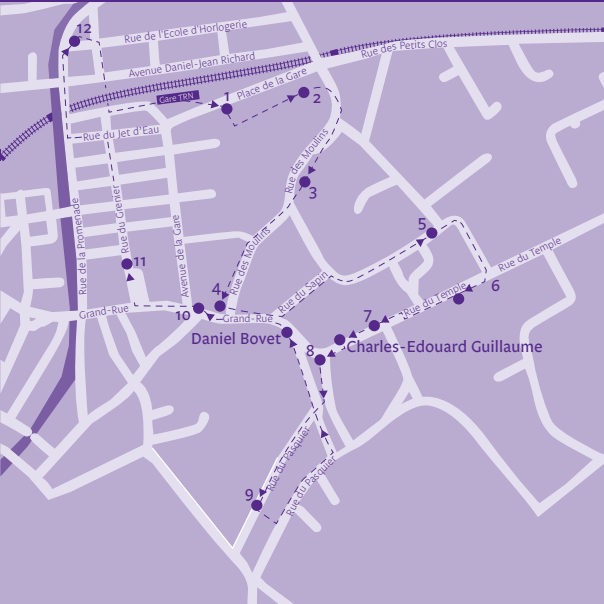 12
Rue de l'Ecole d'Horlogerie
Rue des Petits Clos
Avenue Daniel-Jean Richard
Place de la Gare
Gare TRN
1
2
Rue du Jet d'Eau
Rue des Moulins
3
Rue de la Promenade
Rue du Grenier
Avenue de la Gare
Rue des Moulins
5
Rue du Temple
11
4
Rue du Sapin
6
Rue du Temple
Grand-Rue
10
Grand-Rue
7
Daniel Bovet
8
Charles-Edouard Guillaume
Rue du Pasquier
Rue du Pasquier
9